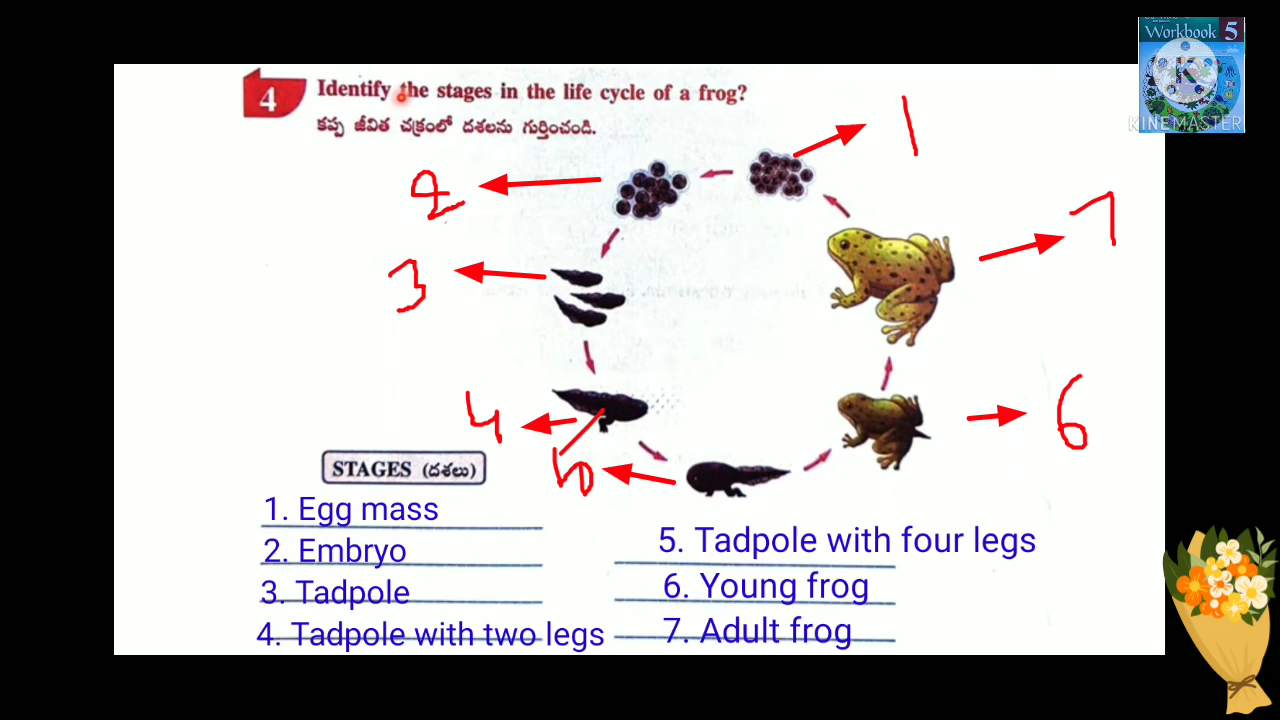 Workbook 5
KINEMASTER
4
Identify the stages in the life cycle of a frog?
కప్ప జీవిత చక్రంలో దశలను గుర్తించండి.
1
2
7
3
4
5
6
STAGES (దశలు)
1. Egg mass
2. Embryo
3. Tadpole
4. Tadpole with two legs
5. Tadpole with four legs
6. Young frog
7. Adult frog